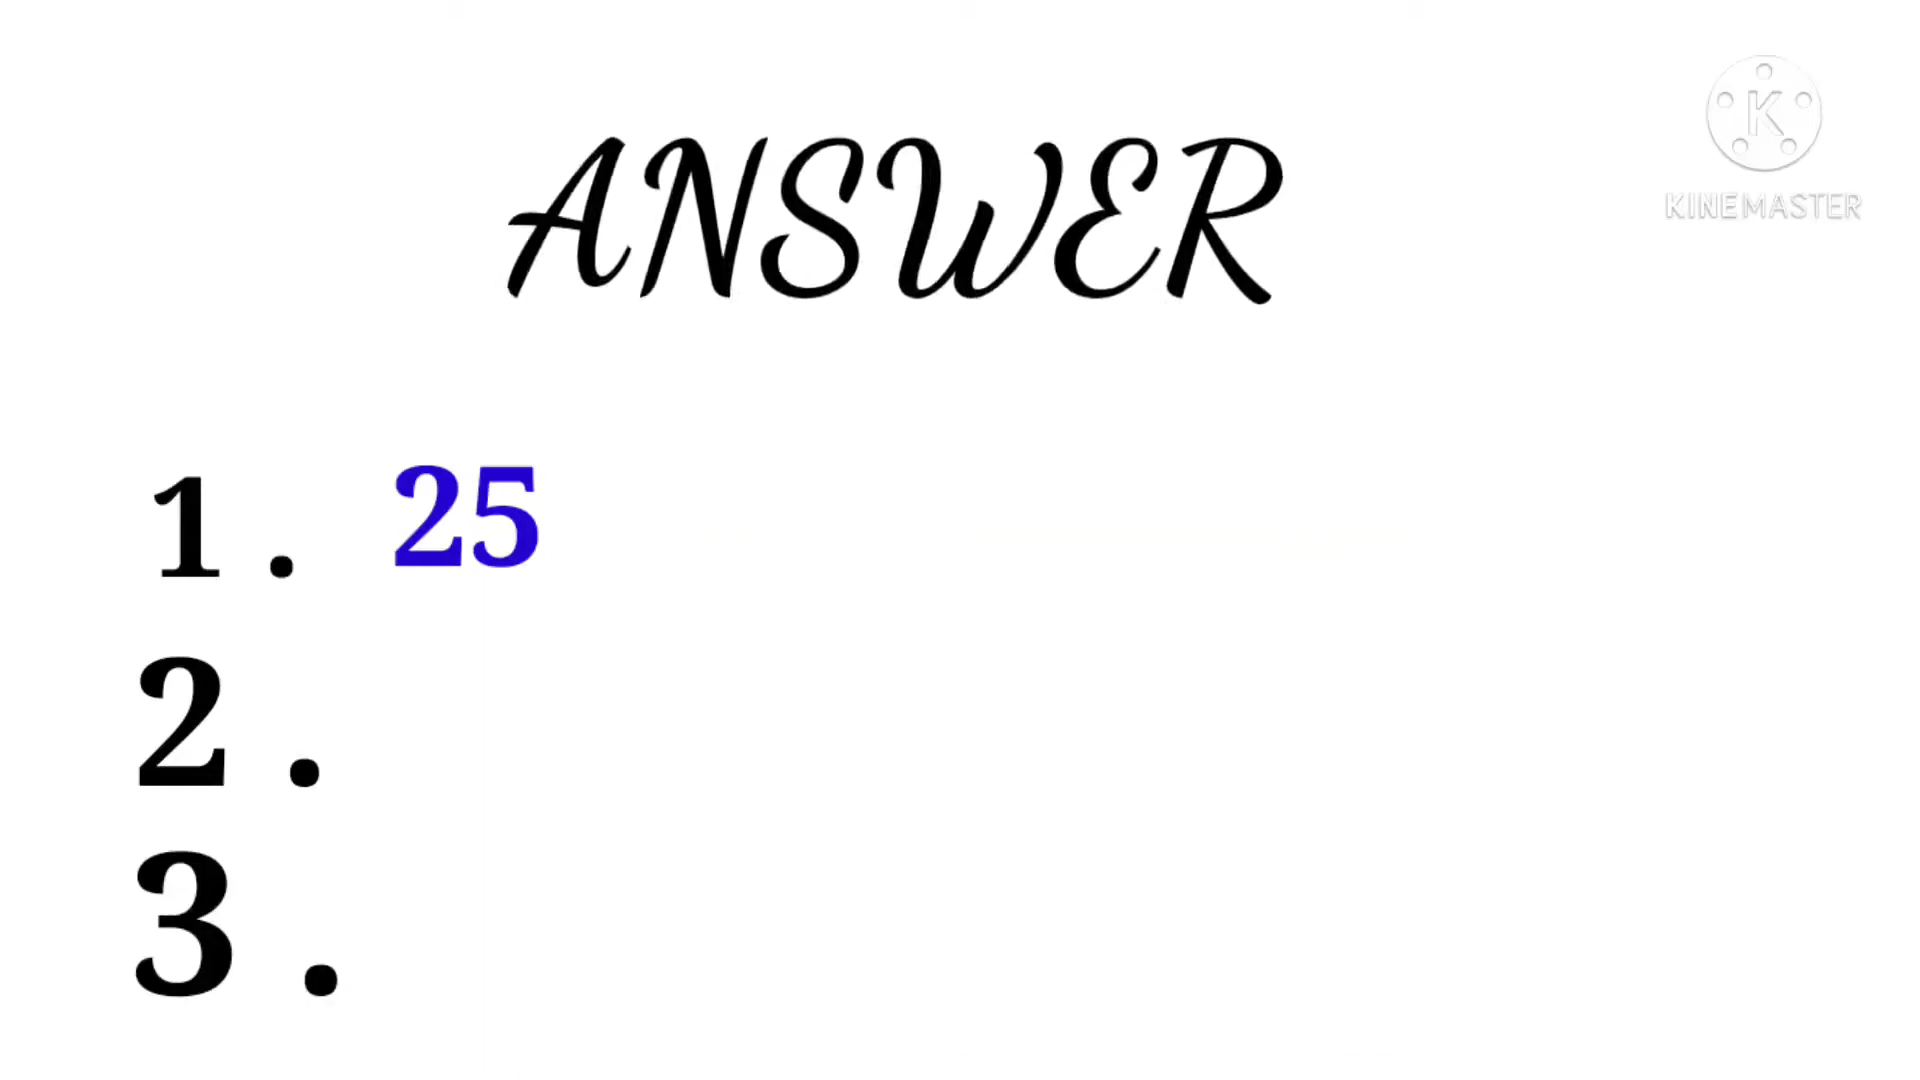 K
KINEMASTER
ANSWER
1 . 25
2 .
3 .